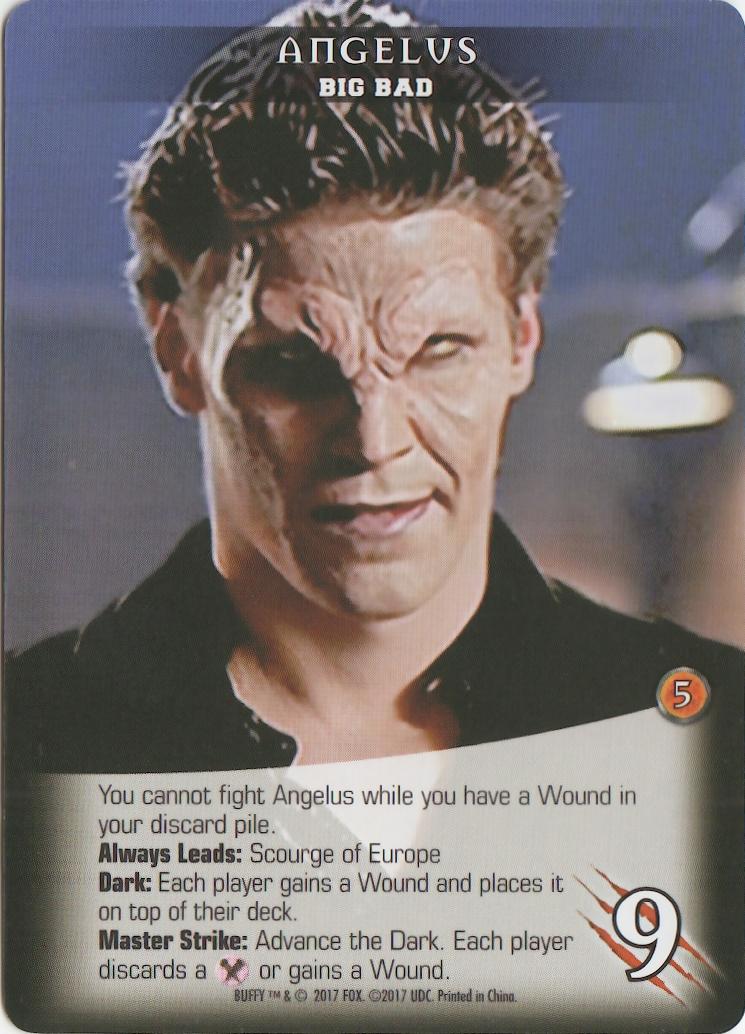 ANGELUS
BIG BAD
5
You cannot fight Angelus while you have a Wound in
your discard pile.
Always Leads: Scourge of Europe
Dark: Each player gains a Wound and places it
on top of their deck.
Master Strike: Advance the Dark. Each player
discards a or gains a Wound.
9
BUFFY ™ & © 2017 FOX. ©2017 UDC. Printed in China.